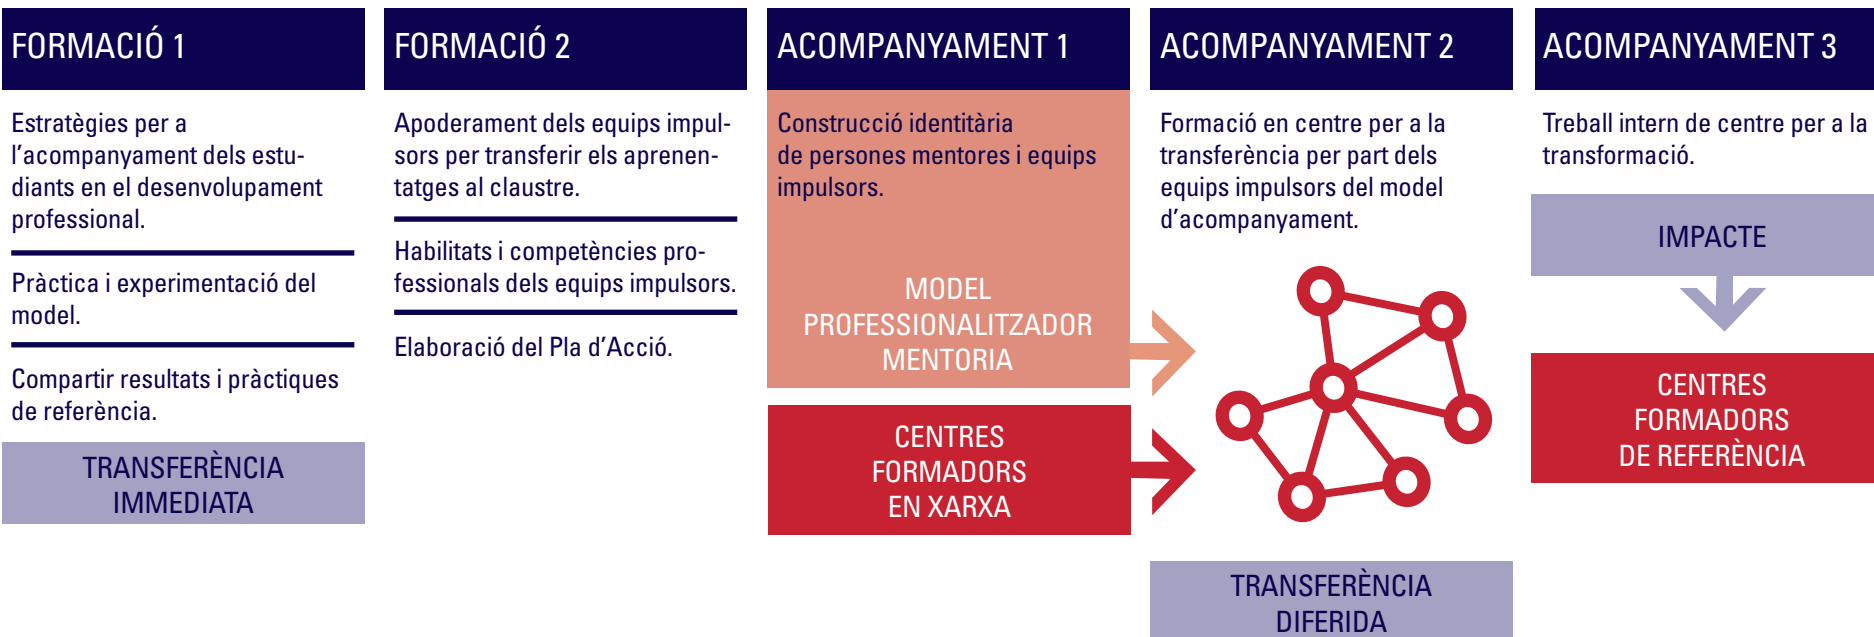 FORMACIÓ 1
Estratègies per a
l’acompanyament dels estu-
diants en el desenvolupament
professional.
Pràctica i experimentació del
model.
Compartir resultats i pràctiques
de referència.
TRANSFERÈNCIA
IMMEDIATA
FORMACIÓ 2
Apoderament dels equips impul-
sors per transferir els aprenen-
tatges al claustre.
Habilitats i competències pro-
fessionals dels equips impulsors.
Elaboració del Pla d’Acció.
ACOMPANYAMENT 1
Construcció identitària
de persones mentores i equips
impulsors.
MODEL
PROFESSIONALITZADOR
MENTORIA
CENTRES
FORMADORS
EN XARXA
ACOMPANYAMENT 2
Formació en centre per a la
transferència per part dels
equips impulsors del model
d’acompanyament.
TRANSFERÈNCIA
DIFERIDA
ACOMPANYAMENT 3
Treball intern de centre per a la
transformació.
IMPACTE
CENTRES
FORMADORS
DE REFERÈNCIA